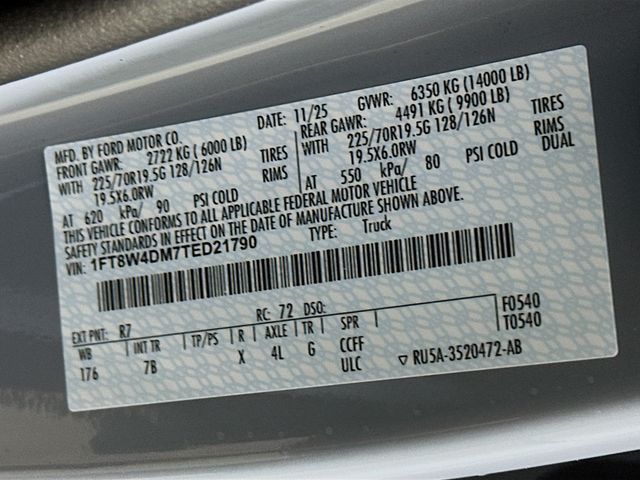 MFD. BY FORD MOTOR CO.
DATE: 11/25 GVWR: 6350 KG (14000 LB)
FRONT GAWR: 2722 KG (6000 LB)
REAR GAWR: 4491 KG (9900 LB)
WITH 225/70R19.5G 128/126N TIRES
19.5X6.0RW RIMS
AT 620 kPa/ 90 PSI COLD
WITH 225/70R19.5G 128/126N TIRES
19.5X6.0RW RIMS
AT 550 kPa/ 80 PSI COLD DUAL
THIS VEHICLE CONFORMS TO ALL APPLICABLE FEDERAL MOTOR VEHICLE
SAFETY STANDARDS IN EFFECT ON THE DATE OF MANUFACTURE SHOWN ABOVE.
VIN: 1FT8W4DM7TED21790 TYPE: Truck
F0540
T0540
EXT PNT: R7 RC: 72 DSO:
WB INT TR TP/PS R AXLE TR SPR
176 7B X 4L G CCFF
ULC ▽ RU5A-3520472-AB